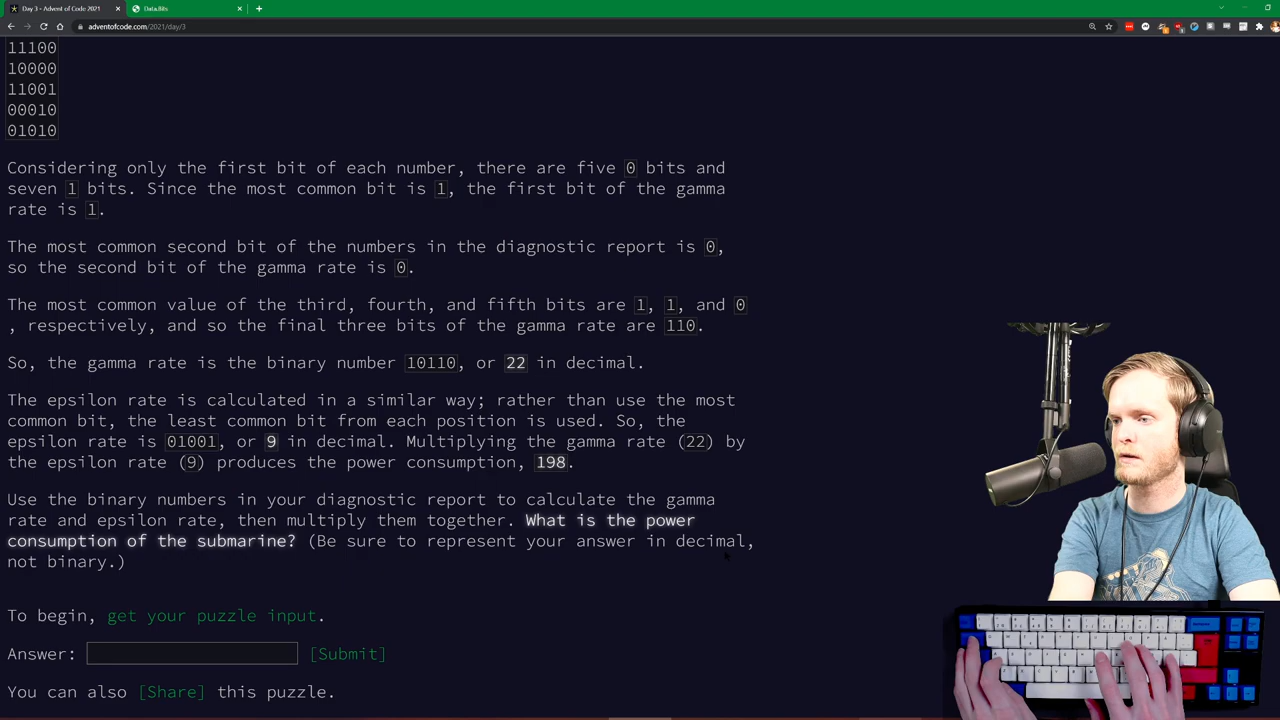 Day 3 - Advent of Code 2021
Data.Bits
adventofcode.com/2021/day/3
11100
10000
11001
00010
01010
Considering only the first bit of each number, there are five 0 bits and
seven 1 bits. Since the most common bit is 1, the first bit of the gamma
rate is 1.
The most common second bit of the numbers in the diagnostic report is 0,
so the second bit of the gamma rate is 0.
The most common value of the third, fourth, and fifth bits are 1, 1, and 0
, respectively, and so the final three bits of the gamma rate are 110.
So, the gamma rate is the binary number 10110, or 22 in decimal.
The epsilon rate is calculated in a similar way; rather than use the most
common bit, the least common bit from each position is used. So, the
epsilon rate is 01001, or 9 in decimal. Multiplying the gamma rate (22) by
the epsilon rate (9) produces the power consumption, 198.
Use the binary numbers in your diagnostic report to calculate the gamma
rate and epsilon rate, then multiply them together. What is the power
consumption of the submarine? (Be sure to represent your answer in decimal,
not binary.)
To begin, get your puzzle input.
Answer: [Submit]
You can also [Share] this puzzle.